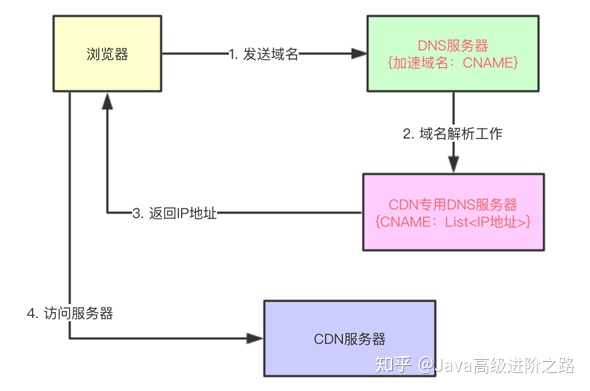 浏览器
1. 发送域名
DNS服务器
{加速域名：CNAME}
2. 域名解析工作
CDN专用DNS服务器
{CNAME：List<IP地址>}
3. 返回IP地址
4. 访问服务器
CDN服务器
知乎 @Java高级进阶之路